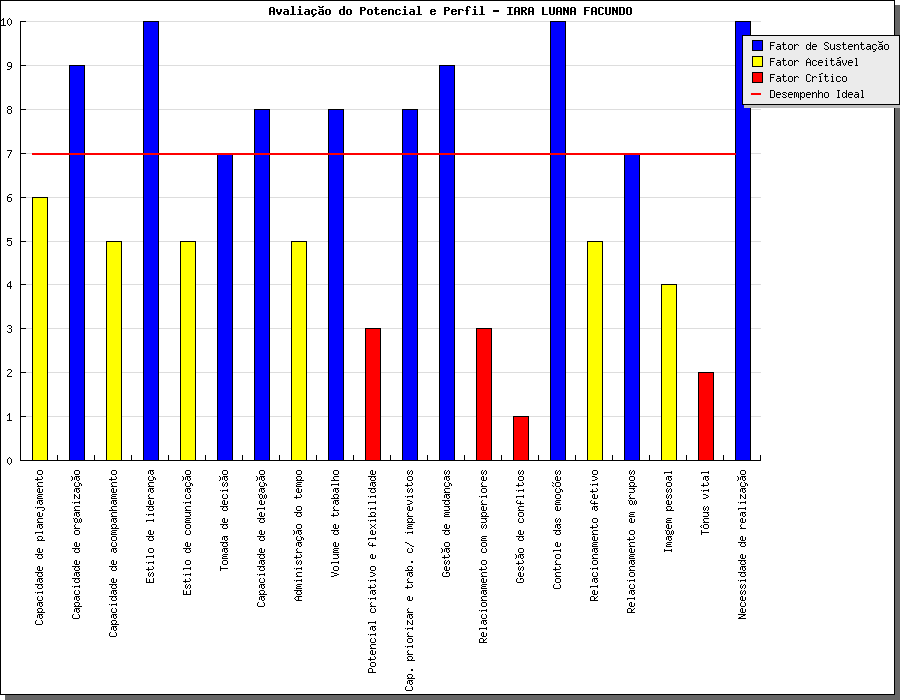 Avaliação do Potencial e Perfil - IARA LUANA FACUNDO
Fator de Sustentação
Fator Aceitável
Fator Crítico
Desempenho Ideal
10
9
8
7
6
5
4
3
2
1
0
Capacidade de planejamento
Capacidade de organização
Capacidade de acompanhamento
Estilo de liderança
Estilo de comunicação
Tomada de decisão
Capacidade de delegação
Administração do tempo
Volume de trabalho
Potencial criativo e flexibilidade
Cap. priorizar e trab. c/ imprevistos
Gestão de mudanças
Relacionamento com superiores
Gestão de conflitos
Controle das emoções
Relacionamento afetivo
Relacionamento em grupos
Imagem pessoal
Tônus vital
Necessidade de realização